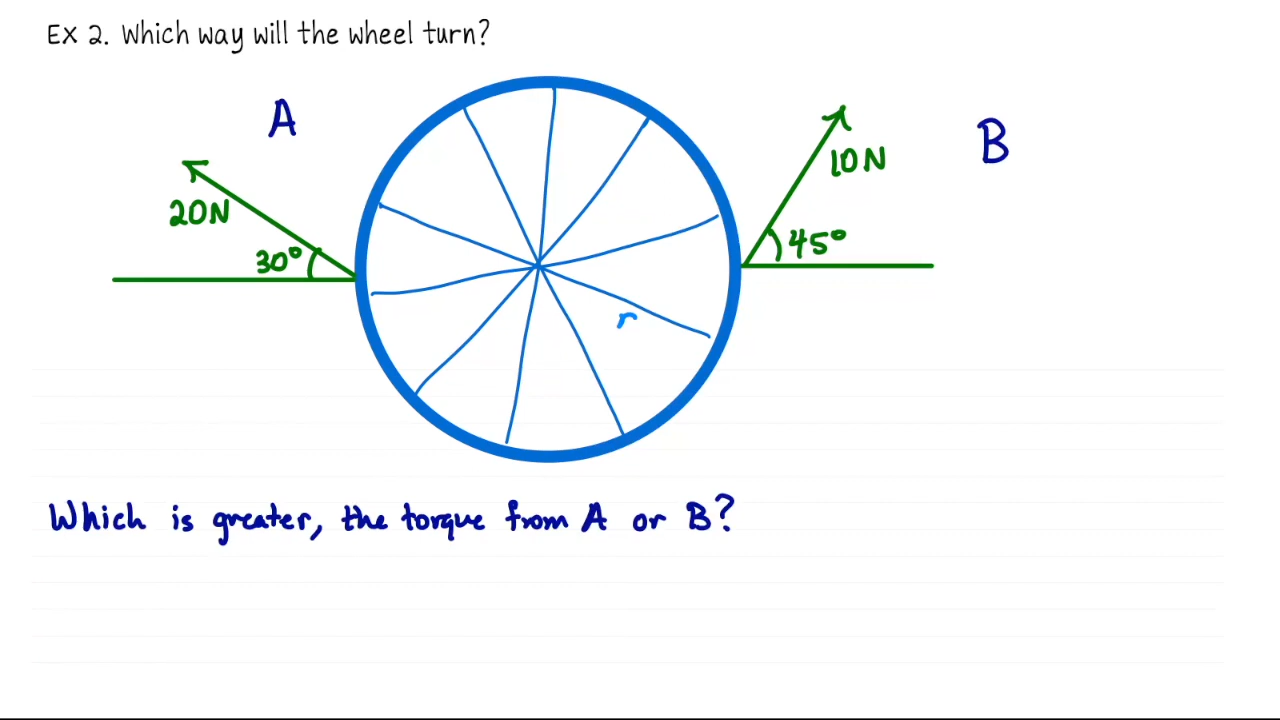 Ex 2. Which way will the wheel turn?
A
B
10N
20N
45°
30°
r
Which is greater, the torque from A or B?